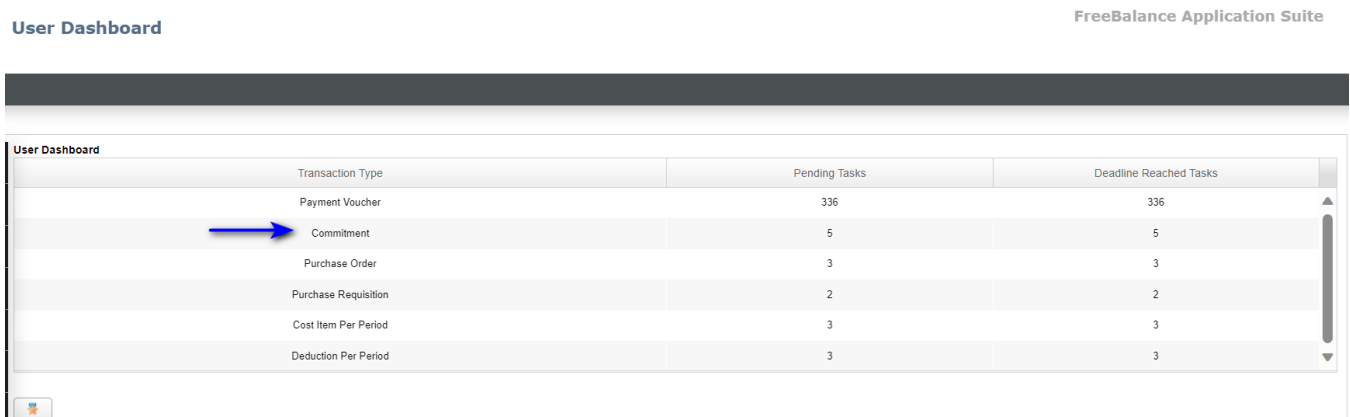 FreeBalance Application Suite
User Dashboard
User Dashboard
Transaction Type Pending Tasks Deadline Reached Tasks
Payment Voucher 336 336
Commitment 5 5
Purchase Order 3 3
Purchase Requisition 2 2
Cost Item Per Period 3 3
Deduction Per Period 3 3